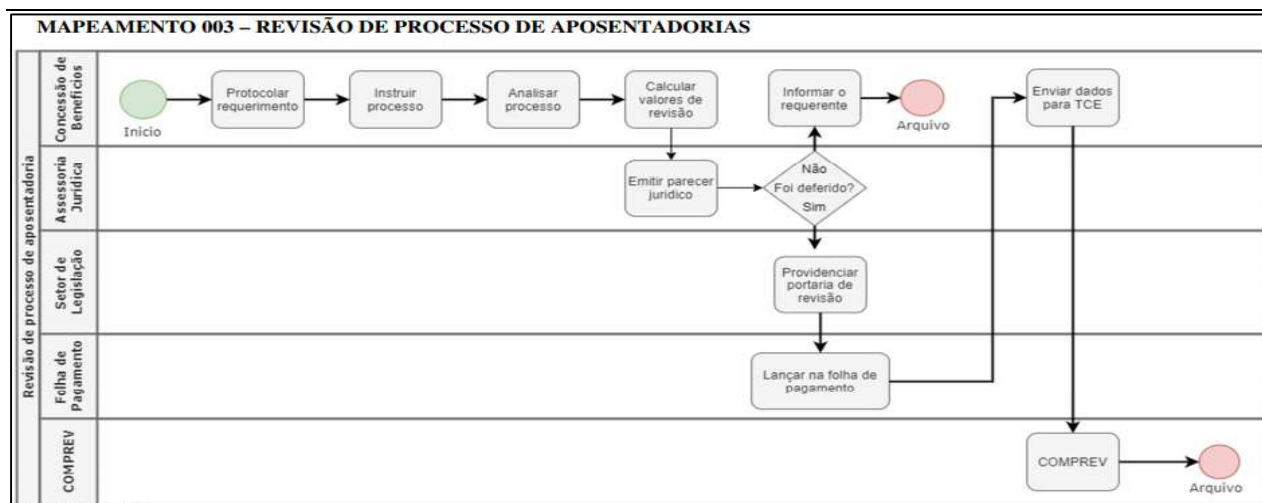 MAPEAMENTO 003 – REVISÃO DE PROCESSO DE APOSENTADORIAS
Revisão de processo de aposentadoria
Concessão de
Benefícios
Inicio
Protocolar
requerimento
Instruir
processo
Analisar
processo
Calcular
valores de
revisão
Informar o
requerente
Arquivo
Enviar dados
para TCE
Assessoria
Jurídica
Emitir parecer
juridico
Não
Foi deferido?
Sim
Setor de
Legislação
Providenciar
portaria de
revisão
Folha de
Pagamento
Lançar na folha de
pagamento
COMPREV
COMPREV
Arquivo